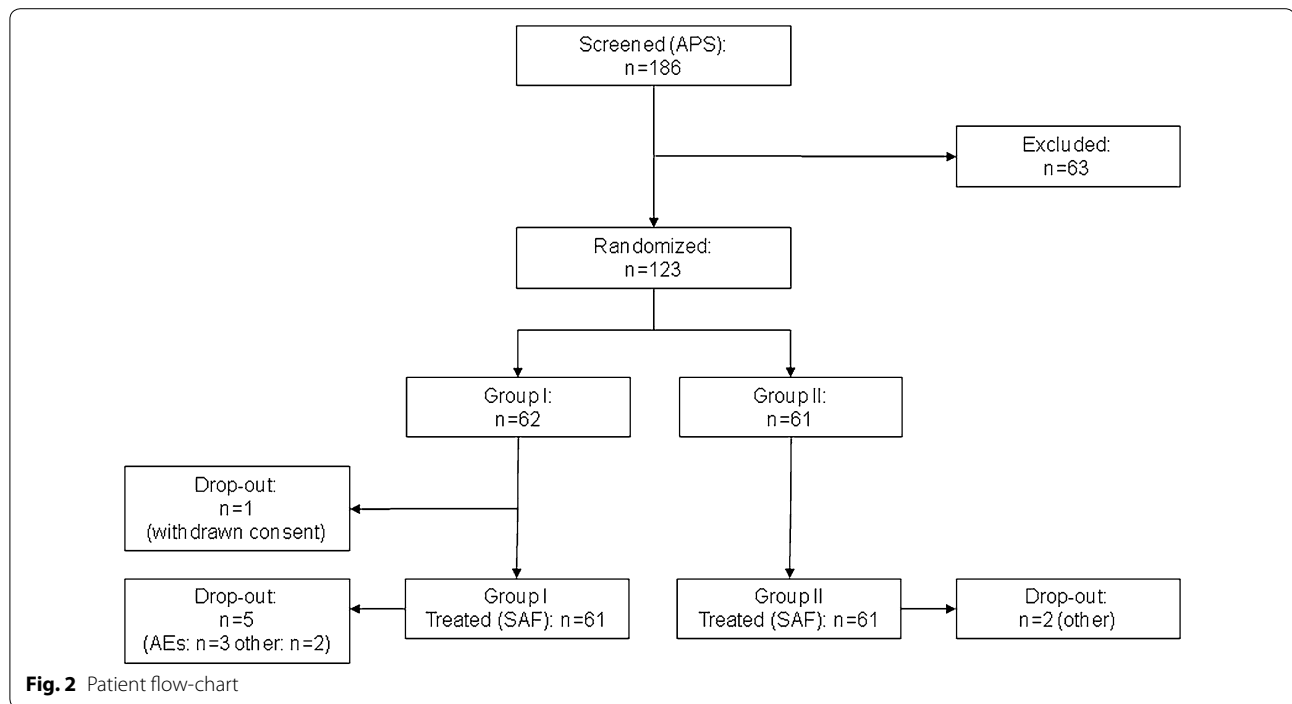 Screened (APS):
n=186
Excluded:
n=63
Randomized:
n=123
Group I:
n=62
Group II:
n=61
Drop-out:
n=1
(withdrawn consent)
Drop-out:
n=5
(AEs: n=3 other: n=2)
Group I
Treated (SAF): n=61
Group II
Treated (SAF): n=61
Drop-out:
n=2 (other)
Fig. 2 Patient flow-chart